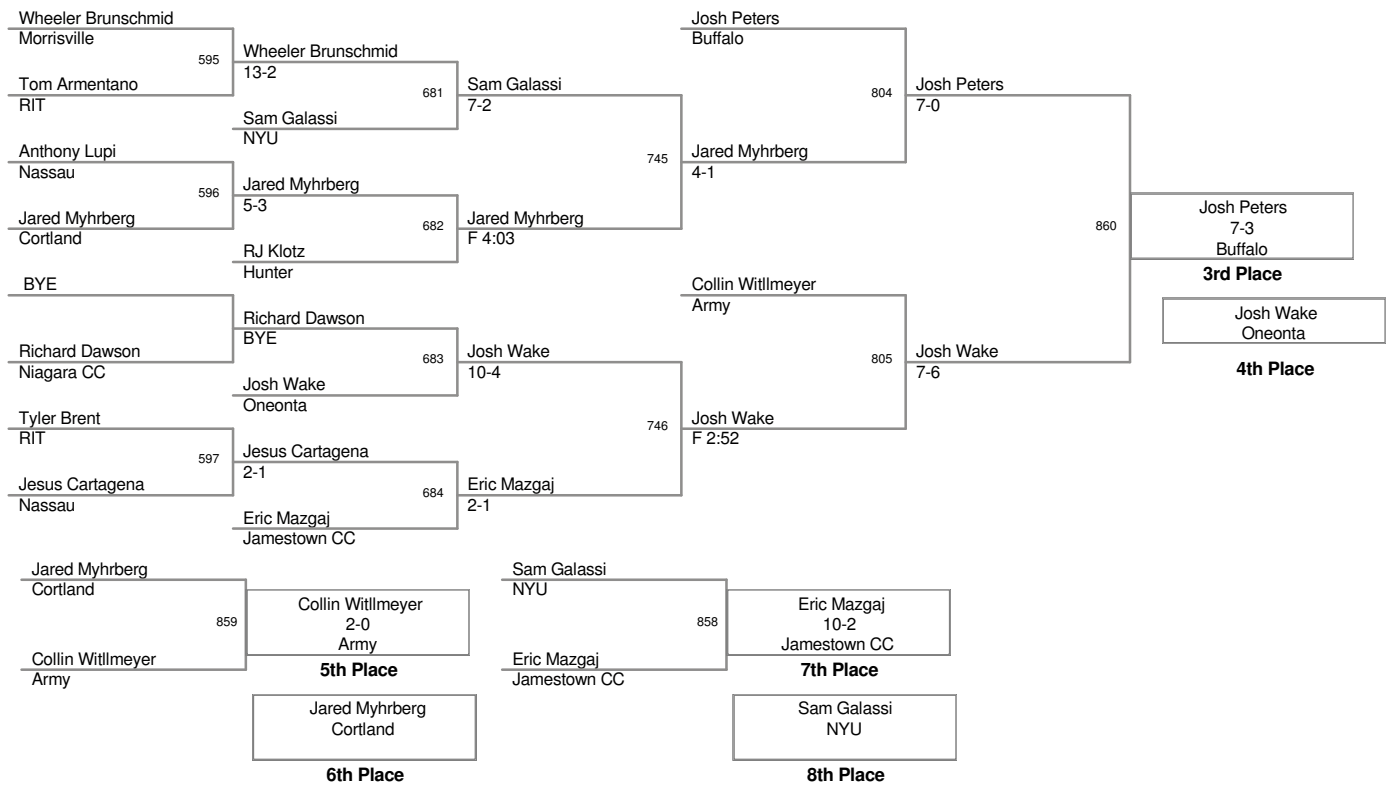 Wheeler Brunschmid
Morrisville
595
Tom Armentano
RIT
Anthony Lupi
Nassau
596
Jared Myhrberg
Cortland
BYE
Richard Dawson
Niagara CC
Tyler Brent
RIT
597
Jesus Cartagena
Nassau
Wheeler Brunschmid
13-2
681
Sam Galassi
NYU
Jared Myhrberg
5-3
682
RJ Klotz
Hunter
Richard Dawson
BYE
683
Josh Wake
Oneonta
Jesus Cartagena
2-1
684
Eric Mazgaj
Jamestown CC
Sam Galassi
7-2
745
Jared Myhrberg
F 4:03
Josh Wake
10-4
746
Eric Mazgaj
2-1
Josh Peters
Buffalo
804
Jared Myhrberg
4-1
Collin Witllmeyer
Army
805
Josh Wake
F 2:52
Josh Peters
7-0
860
Josh Wake
7-6
Josh Peters
7-3
Buffalo
3rd Place
Josh Wake
Oneonta
4th Place
Jared Myhrberg
Cortland
859
Collin Witllmeyer
Army
Collin Witllmeyer
2-0
Army
5th Place
Jared Myhrberg
Cortland
6th Place
Sam Galassi
NYU
858
Eric Mazgaj
Jamestown CC
Eric Mazgaj
10-2
Jamestown CC
7th Place
Sam Galassi
NYU
8th Place